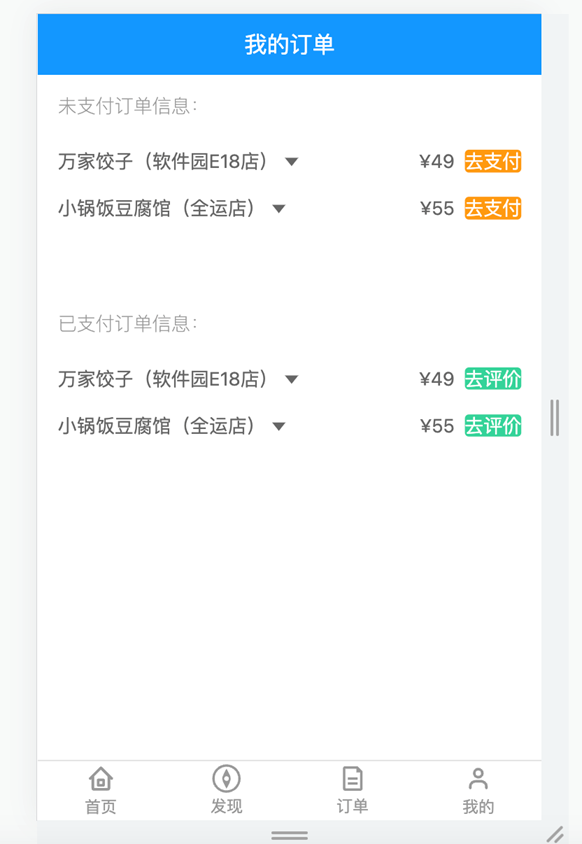 我的订单
未支付订单信息:
万家饺子（软件园E18店） ¥49 去支付
小锅饭豆腐馆（全运店） ¥55 去支付
已支付订单信息:
万家饺子（软件园E18店） ¥49 去评价
小锅饭豆腐馆（全运店） ¥55 去评价
首页 发现 订单 我的